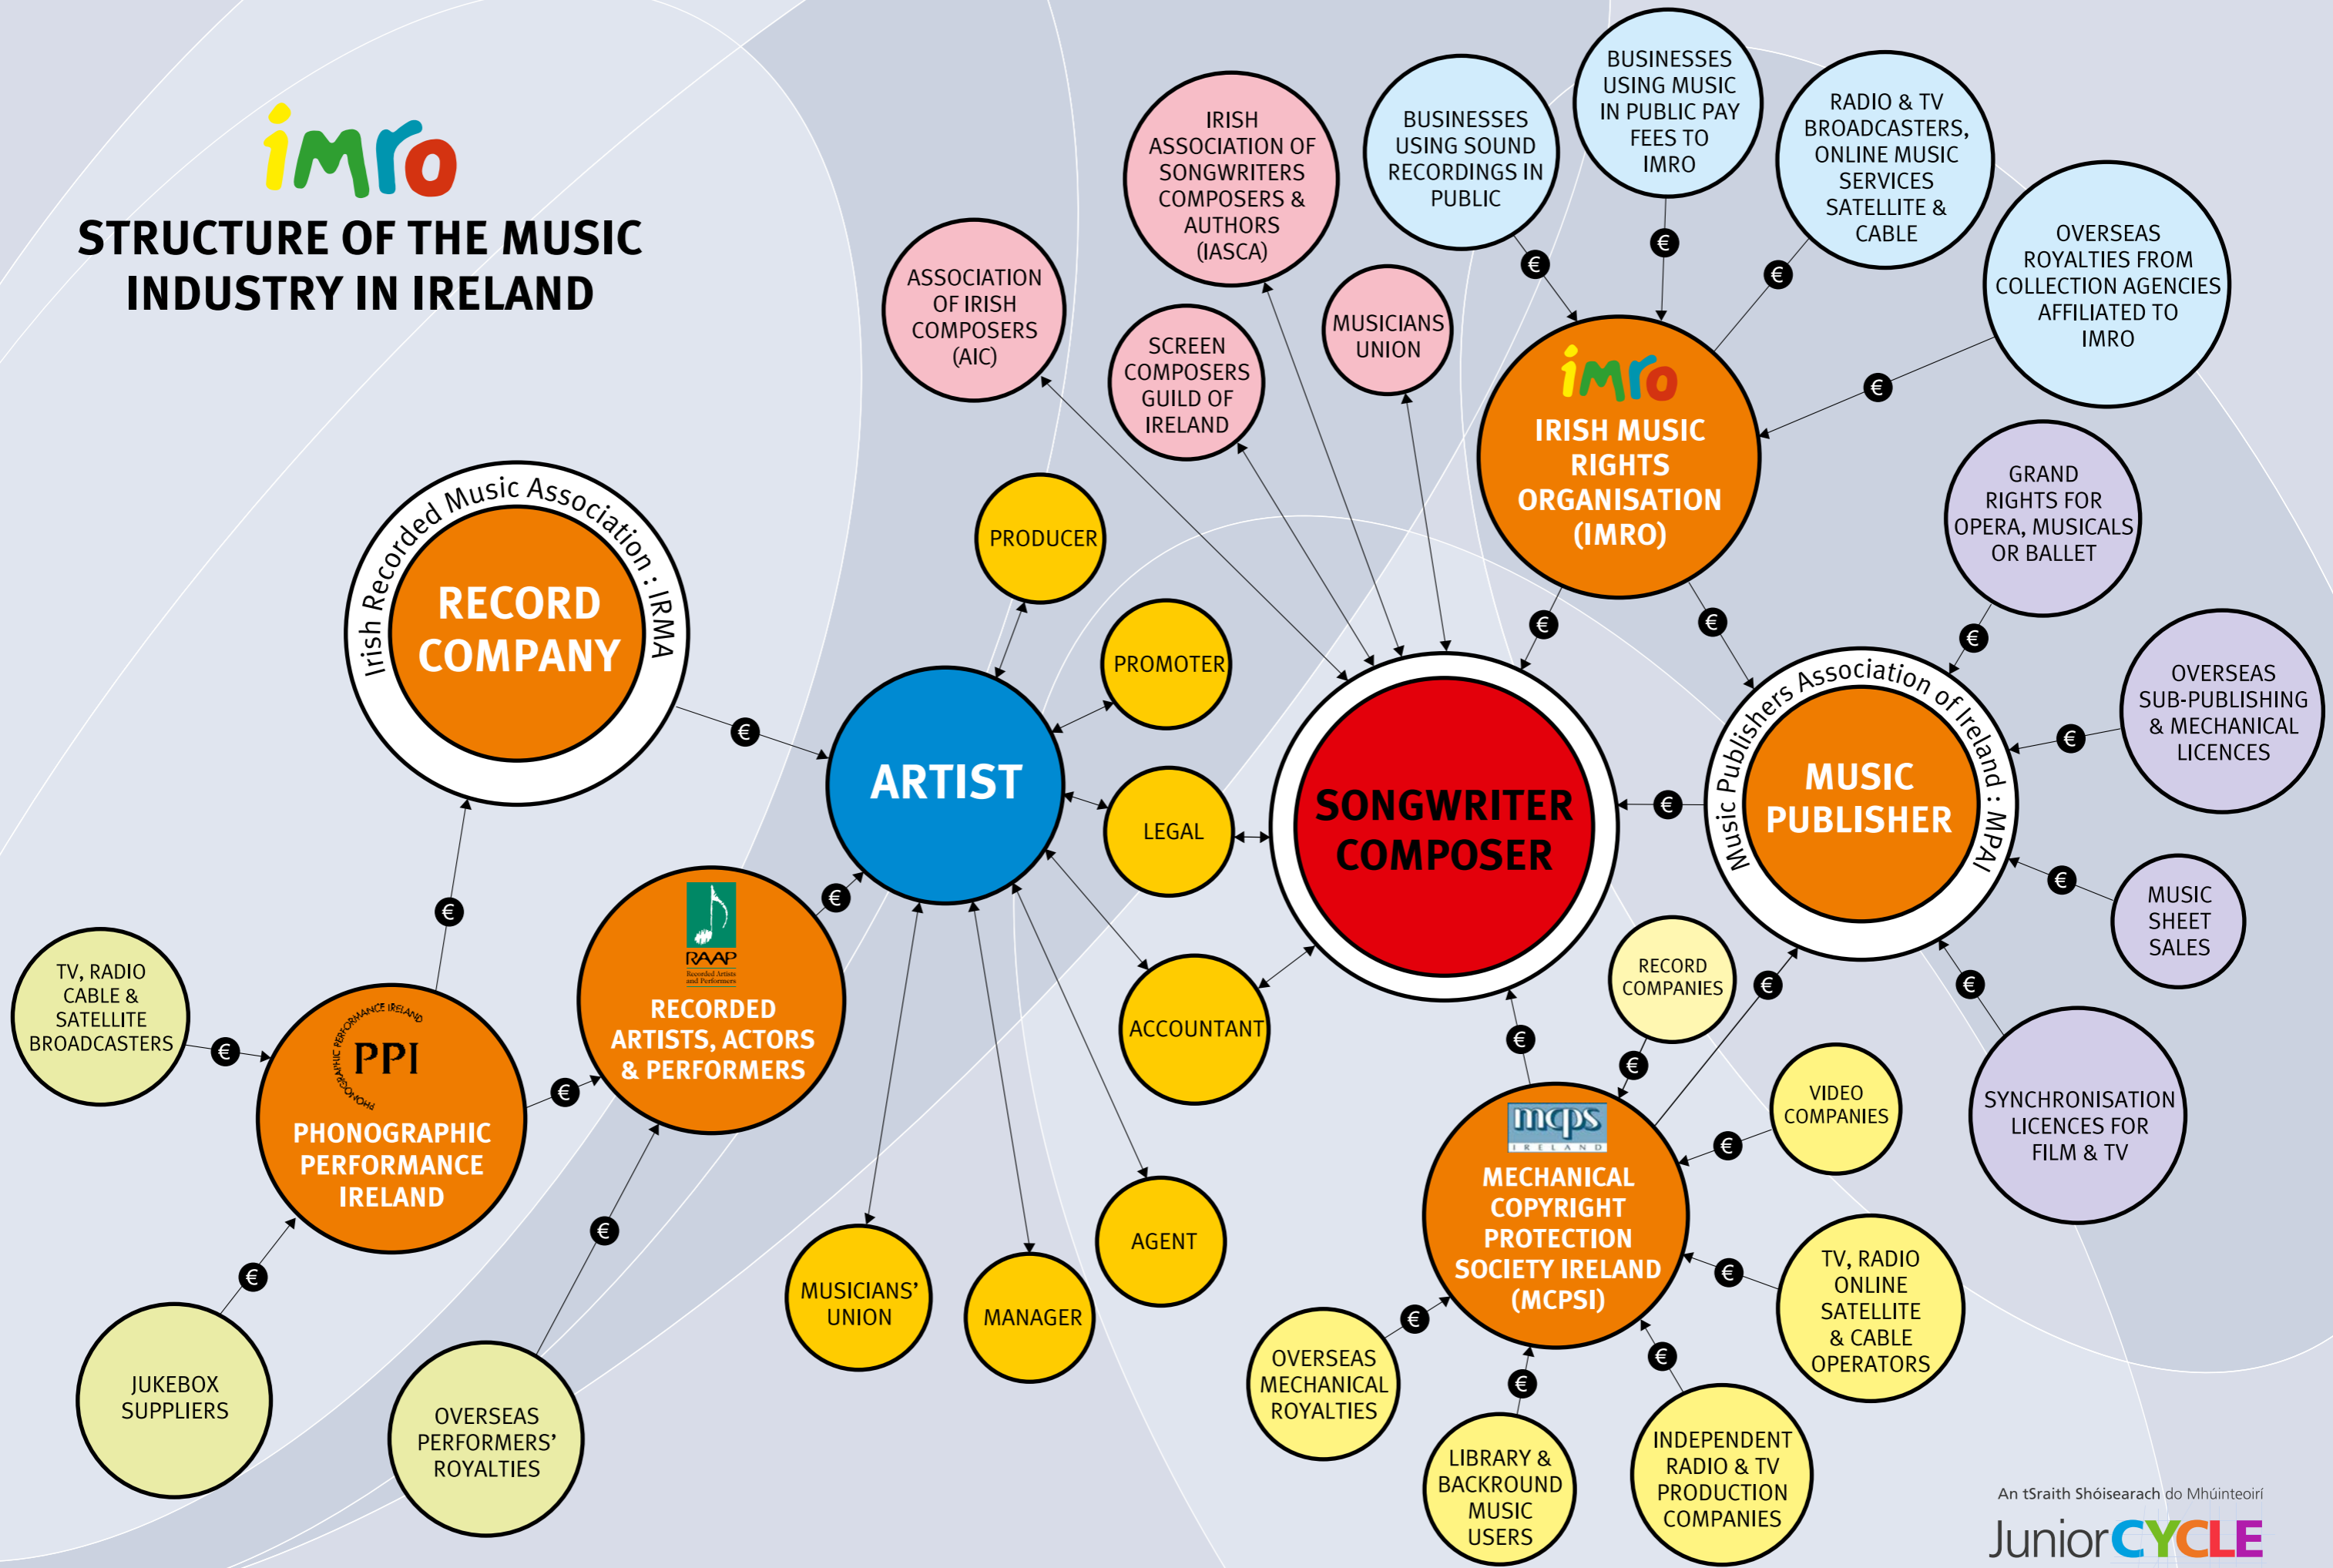 imro
STRUCTURE OF THE MUSIC
INDUSTRY IN IRELAND
ASSOCIATION
OF IRISH
COMPOSERS
(AIC)
IRISH
ASSOCIATION OF
SONGWRITERS
COMPOSERS &
AUTHORS
(IASCA)
SCREEN
COMPOSERS
GUILD OF
IRELAND
MUSICIANS
UNION
BUSINESSES
USING SOUND
RECORDINGS IN
PUBLIC
€
BUSINESSES
USING MUSIC
IN PUBLIC PAY
FEES TO
IMRO
€
RADIO & TV
BROADCASTERS,
ONLINE MUSIC
SERVICES
SATELLITE &
CABLE
€
OVERSEAS
ROYALTIES FROM
COLLECTION AGENCIES
AFFILIATED TO
IMRO
€
imro
IRISH MUSIC
RIGHTS
ORGANISATION
(IMRO)
€
€
GRAND
RIGHTS FOR
OPERA, MUSICALS
OR BALLET
€
OVERSEAS
SUB-PUBLISHING
& MECHANICAL
LICENCES
€
Music Publishers Association of Ireland : MPAI
MUSIC
PUBLISHER
€
MUSIC
SHEET
SALES
€
SYNCHRONISATION
LICENCES FOR
FILM & TV
€
Irish Recorded Music Association : IRMA
RECORD
COMPANY
€
PRODUCER
PROMOTER
ARTIST
LEGAL
SONGWRITER
COMPOSER
ACCOUNTANT
AGENT
MANAGER
MUSICIANS’
UNION
RAAP
Recorded Artists
and Performers
RECORDED
ARTISTS, ACTORS
& PERFORMERS
€
€
TV, RADIO
CABLE &
SATELLITE
BROADCASTERS
€
PHONOGRAPHIC PERFORMANCE IRELAND
PPI
PHONOGRAPHIC
PERFORMANCE
IRELAND
€
JUKEBOX
SUPPLIERS
€
OVERSEAS
PERFORMERS’
ROYALTIES
€
RECORD
COMPANIES
€
€
€
mcps
IRELAND
MECHANICAL
COPYRIGHT
PROTECTION
SOCIETY IRELAND
(MCPSI)
VIDEO
COMPANIES
€
TV, RADIO
ONLINE
SATELLITE
& CABLE
OPERATORS
€
INDEPENDENT
RADIO & TV
PRODUCTION
COMPANIES
€
LIBRARY &
BACKROUND
MUSIC
USERS
€
OVERSEAS
MECHANICAL
ROYALTIES
€
An tSraith Shóisearach do Mhúinteoirí
JuniorCYCLE